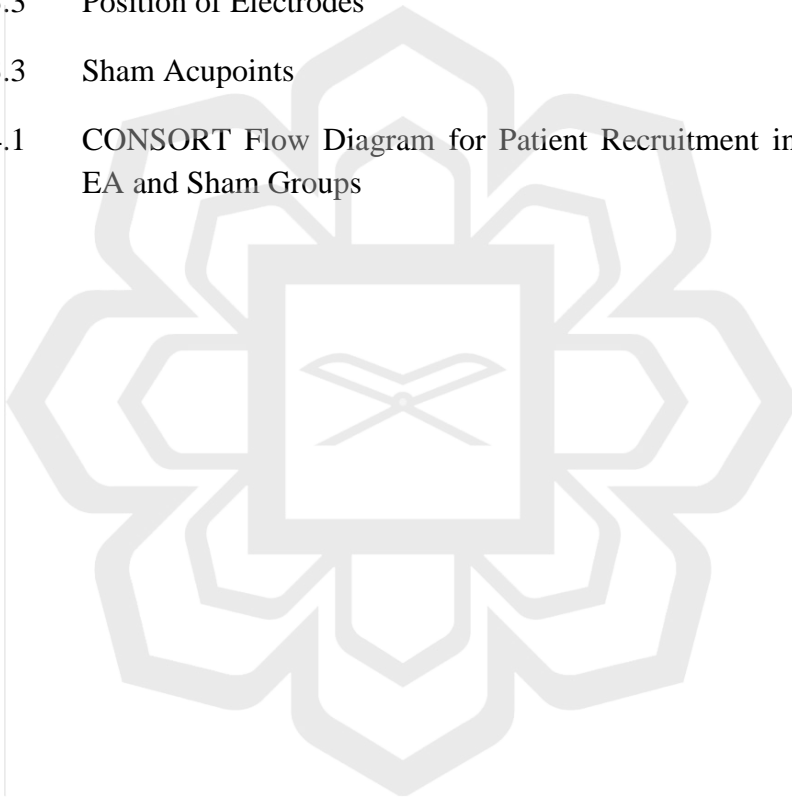 .3 Position of Electrodes
.3 Sham Acupoints
.1 CONSORT Flow Diagram for Patient Recruitment in
EA and Sham Groups